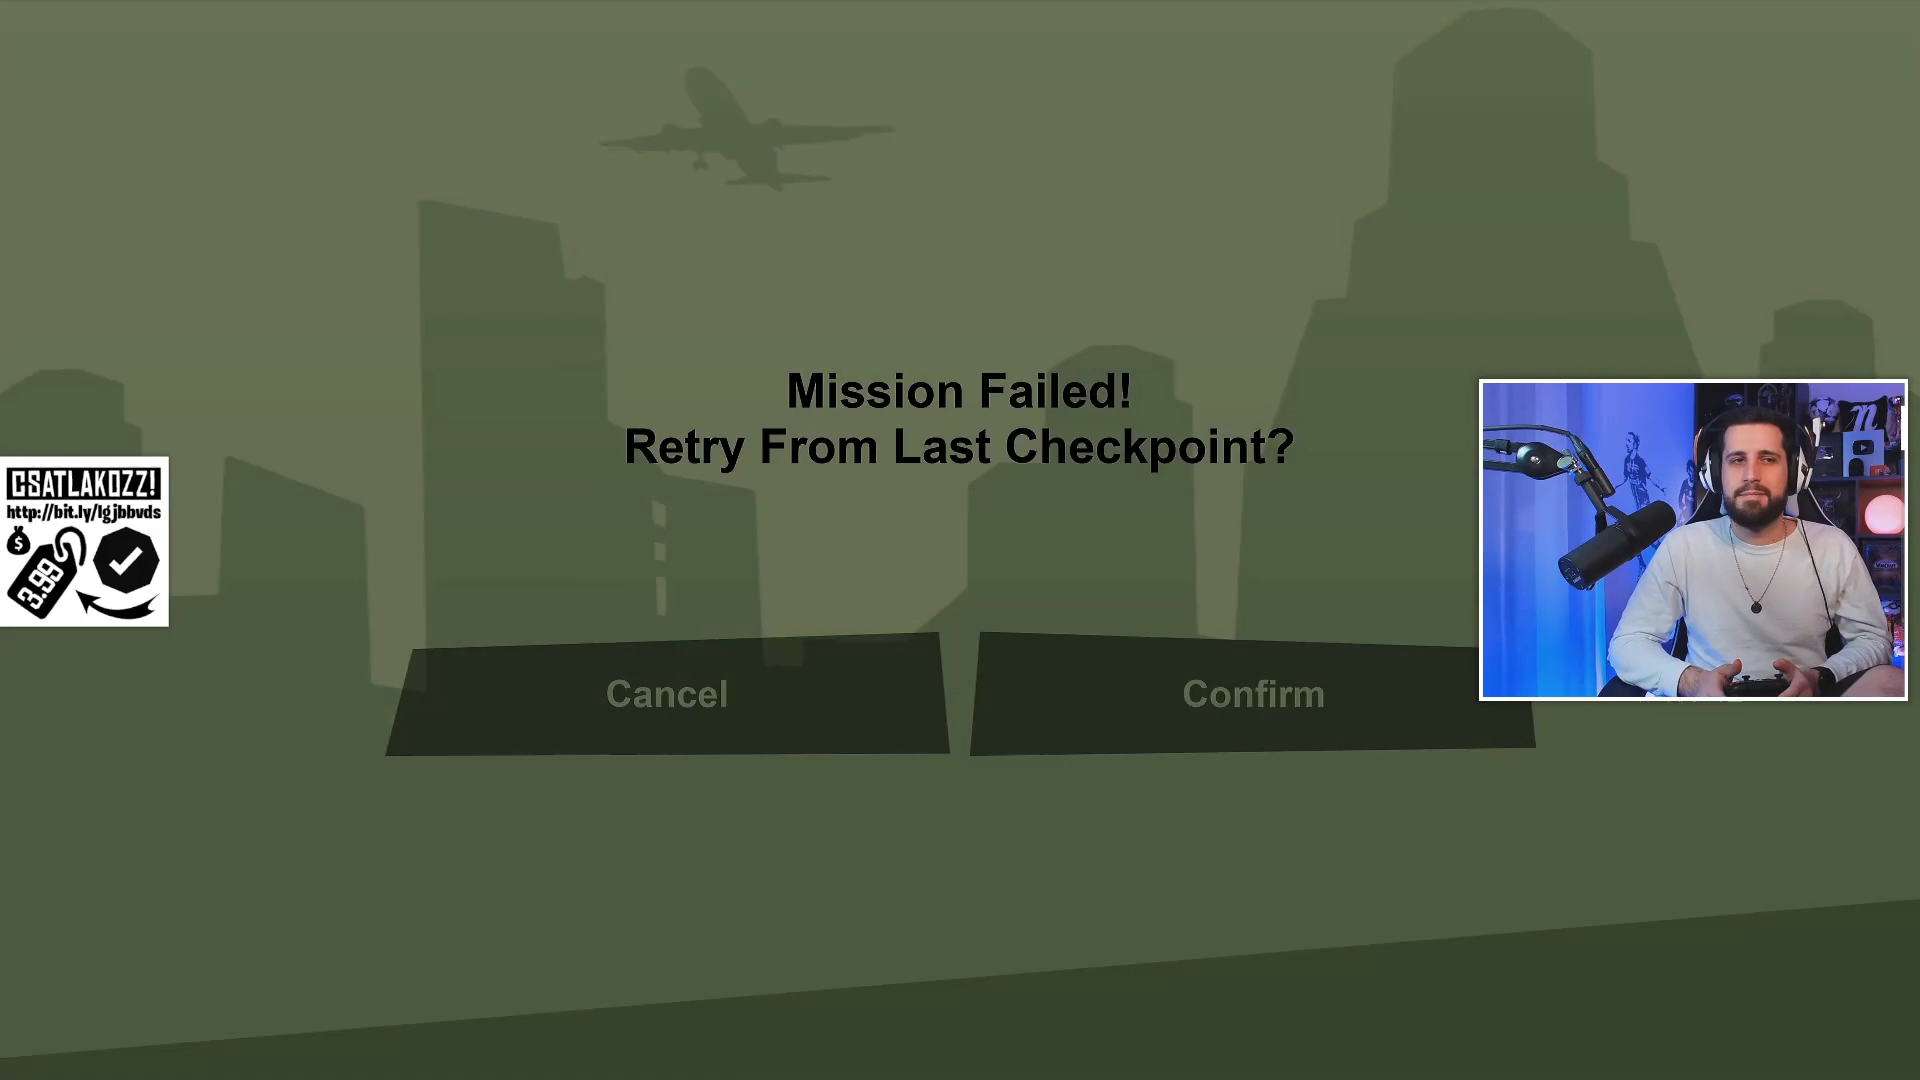 Mission Failed!
Retry From Last Checkpoint?
CSATLAKOZZ!
http://bit.ly/lgjbbvds
$
3.99
Cancel
Confirm